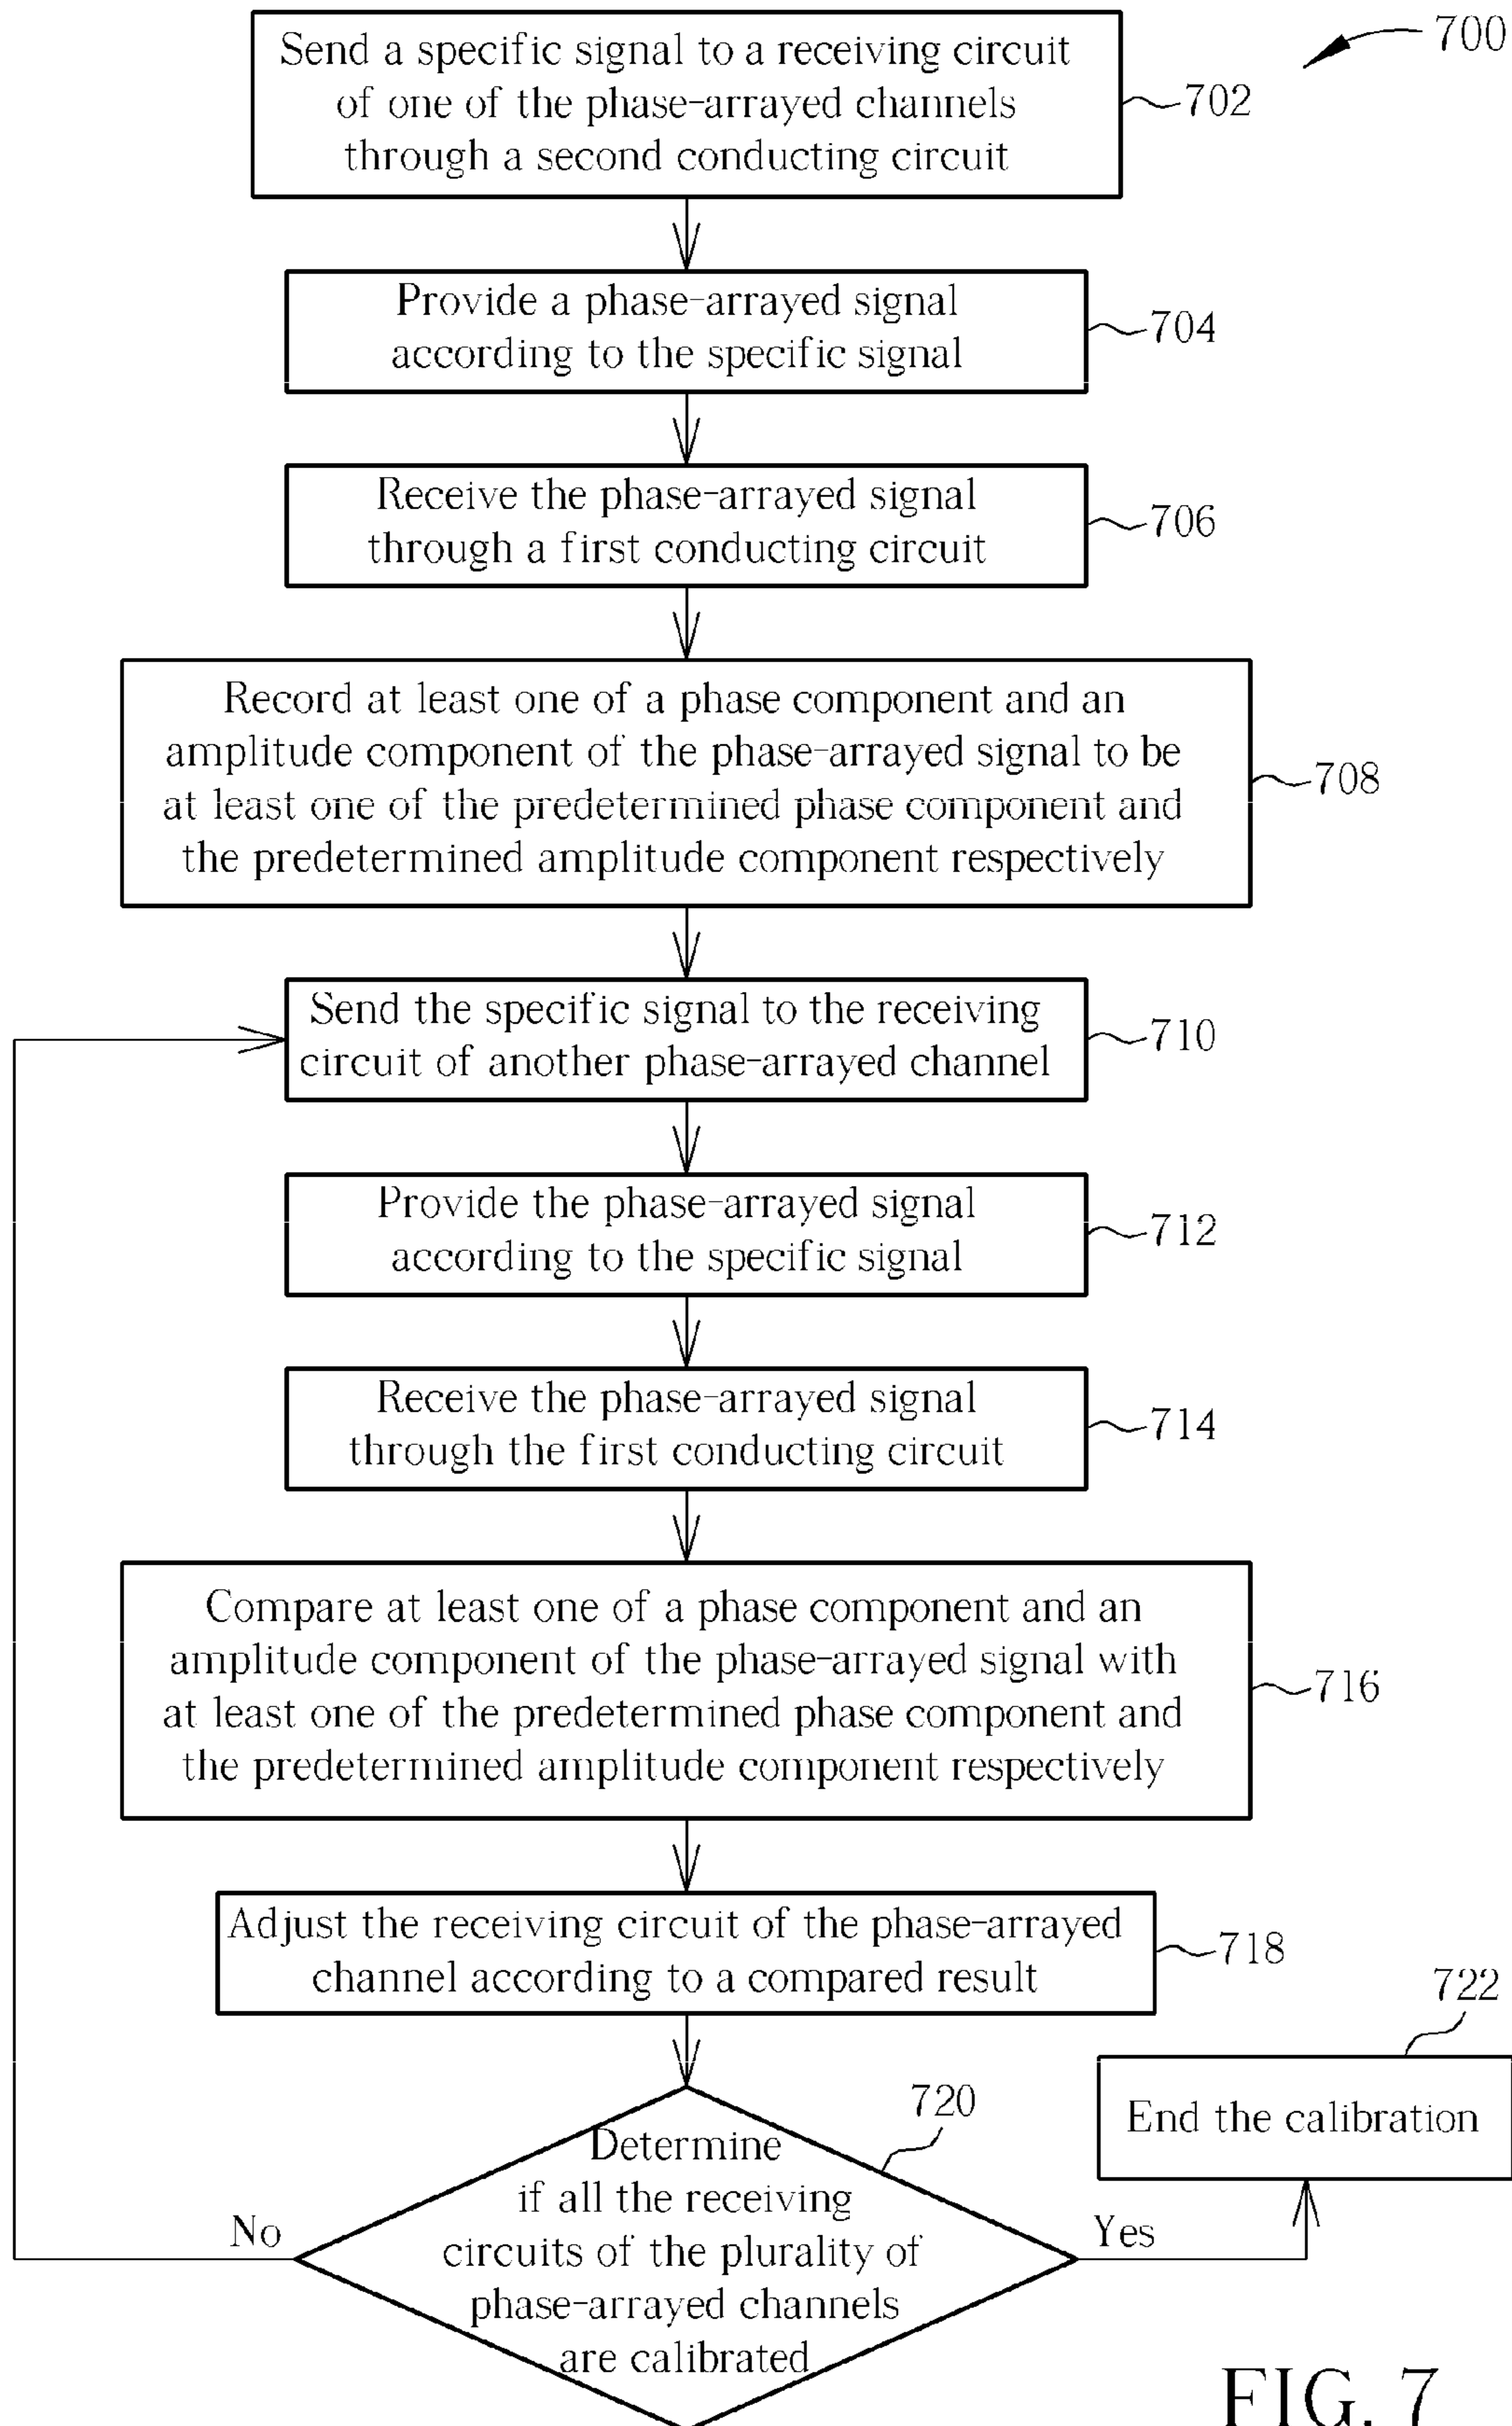 700
Send a specific signal to a receiving circuit
of one of the phase-arrayed channels
through a second conducting circuit
702
Provide a phase-arrayed signal
according to the specific signal
704
Receive the phase-arrayed signal
through a first conducting circuit
706
Record at least one of a phase component and an
amplitude component of the phase-arrayed signal to be
at least one of the predetermined phase component and
the predetermined amplitude component respectively
708
Send the specific signal to the receiving
circuit of another phase-arrayed channel
710
Provide the phase-arrayed signal
according to the specific signal
712
Receive the phase-arrayed signal
through the first conducting circuit
714
Compare at least one of a phase component and an
amplitude component of the phase-arrayed signal with
at least one of the predetermined phase component and
the predetermined amplitude component respectively
716
Adjust the receiving circuit of the phase-arrayed
channel according to a compared result
718
722
End the calibration
720
Determine
if all the receiving
circuits of the plurality of
phase-arrayed channels
are calibrated
No
Yes
FIG. 7